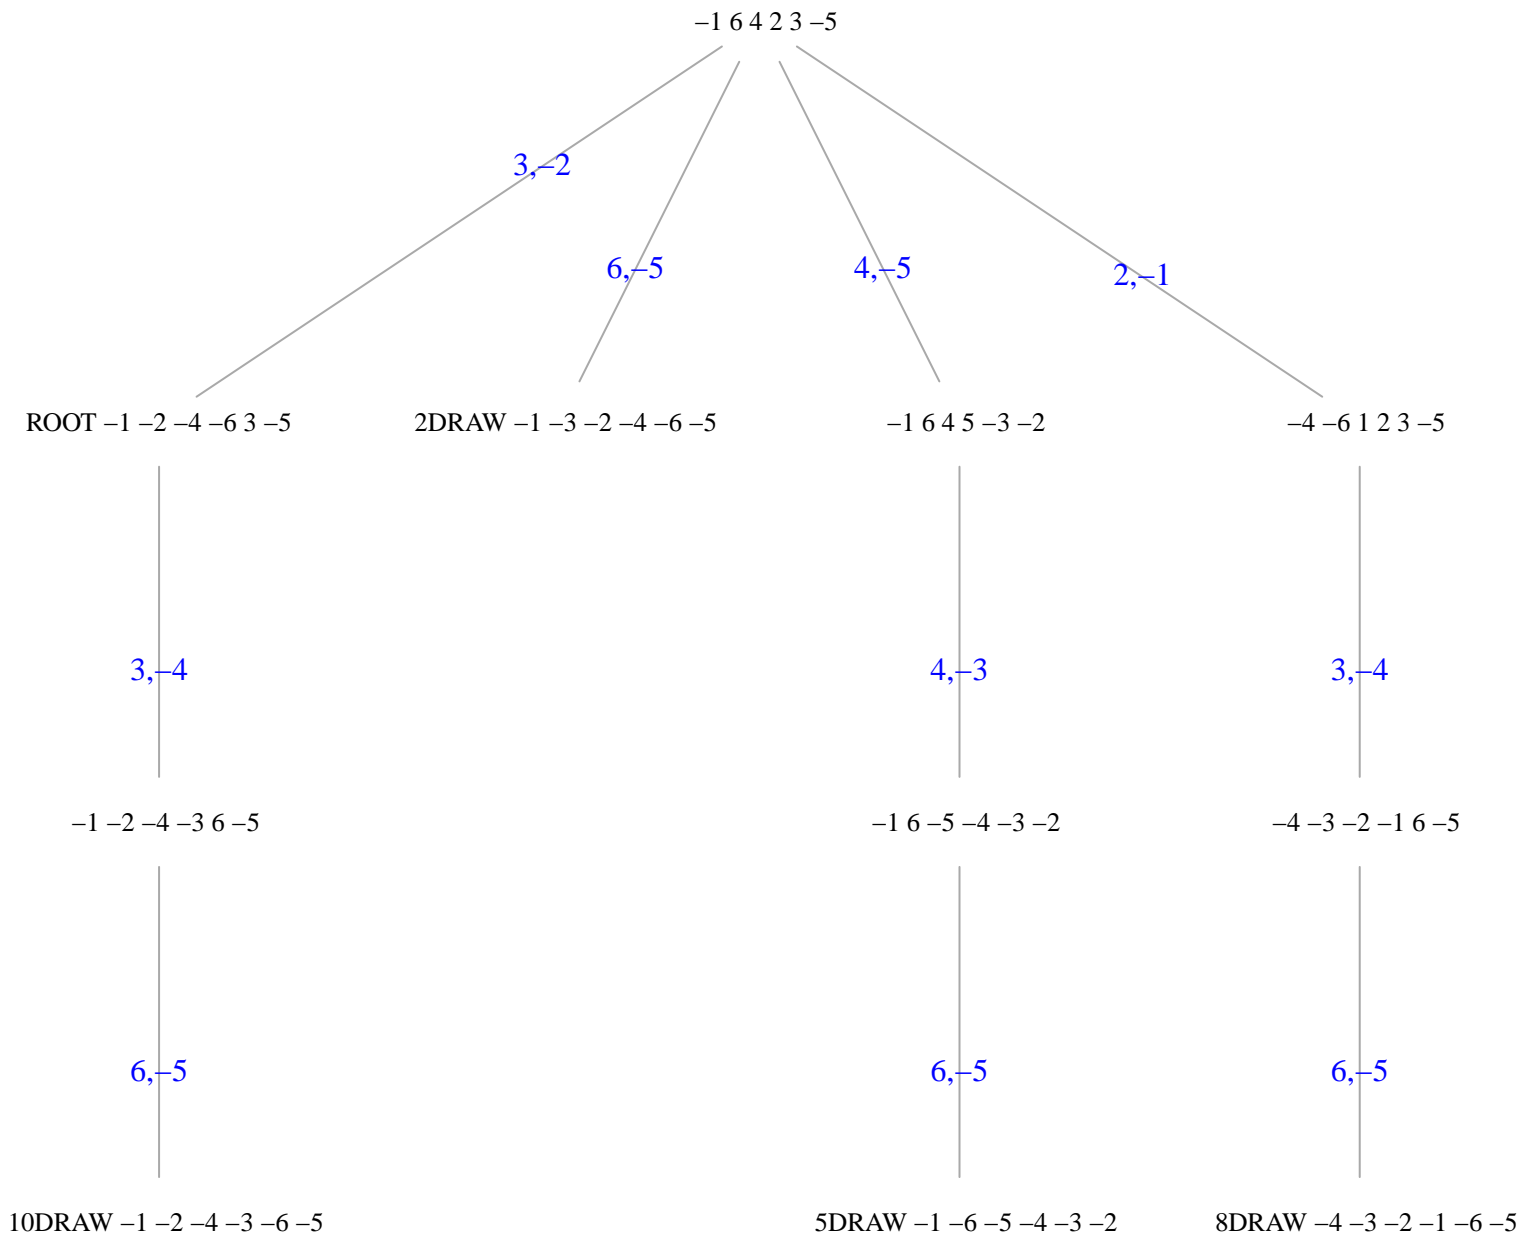 –1 6 4 2 3 –5
3,–2
6,–5
4,–5
2,–1
ROOT –1 –2 –4 –6 3 –5
2DRAW –1 –3 –2 –4 –6 –5
–1 6 4 5 –3 –2
–4 –6 1 2 3 –5
3,–4
4,–3
3,–4
–1 –2 –4 –3 6 –5
–1 6 –5 –4 –3 –2
–4 –3 –2 –1 6 –5
6,–5
6,–5
6,–5
10DRAW –1 –2 –4 –3 –6 –5
5DRAW –1 –6 –5 –4 –3 –2
8DRAW –4 –3 –2 –1 –6 –5